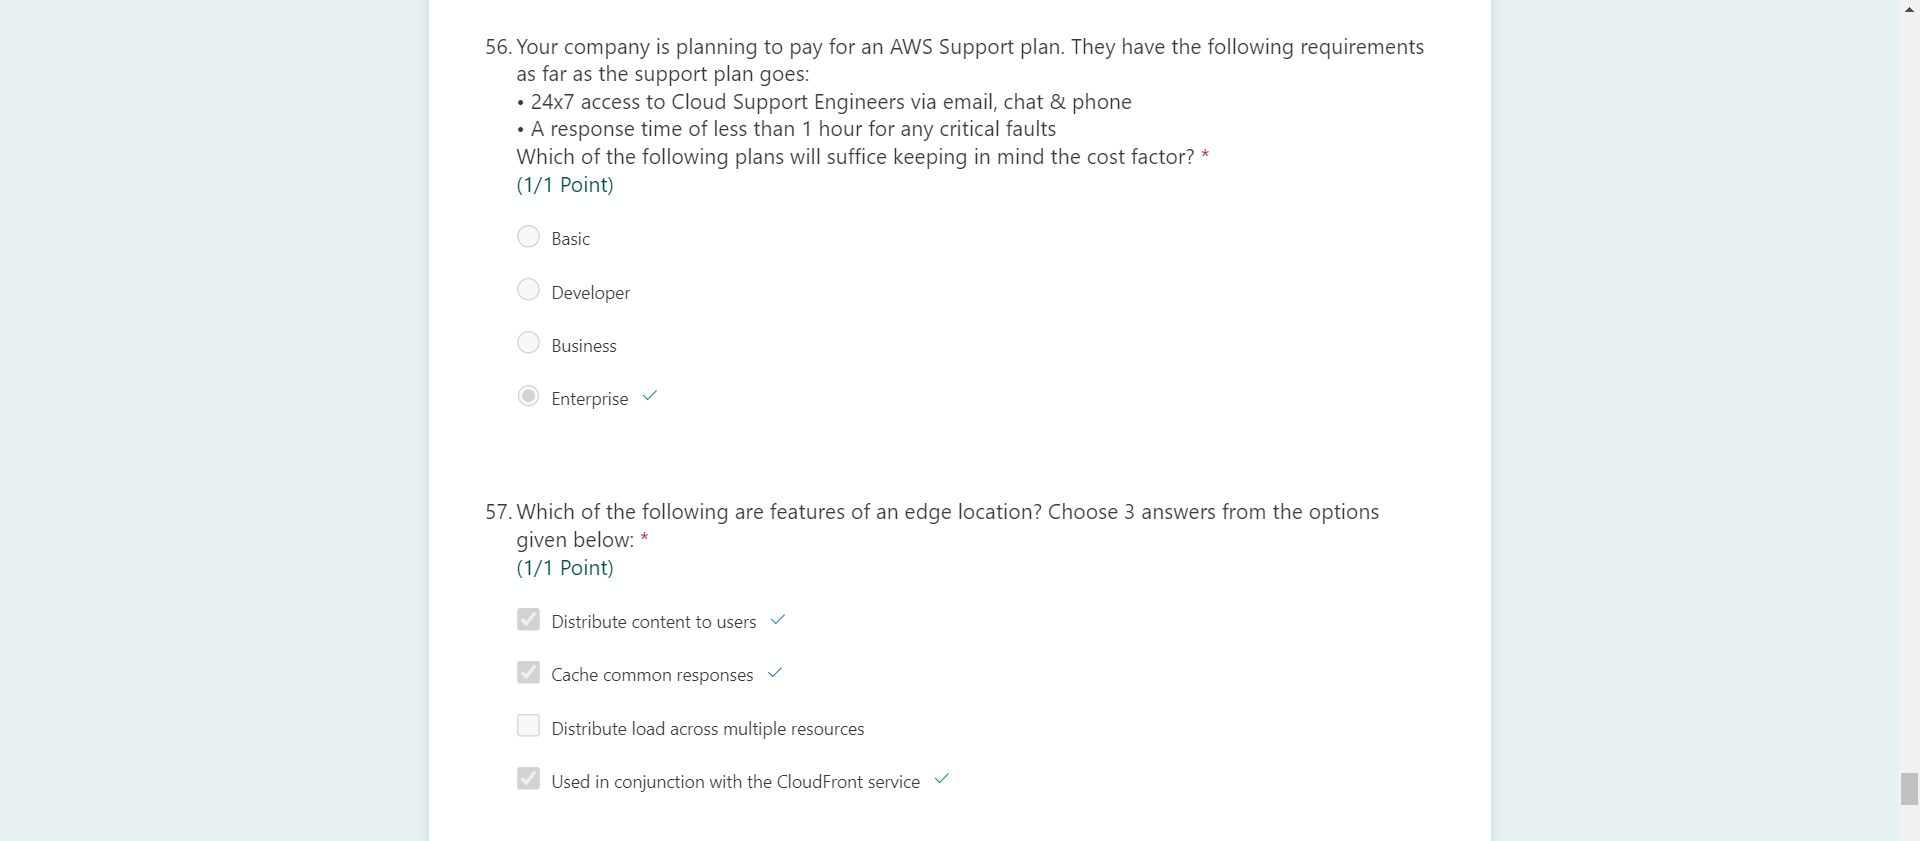 56. Your company is planning to pay for an AWS Support plan. They have the following requirements
as far as the support plan goes:
• 24x7 access to Cloud Support Engineers via email, chat & phone
• A response time of less than 1 hour for any critical faults
Which of the following plans will suffice keeping in mind the cost factor? *
(1/1 Point)
Basic
Developer
Business
Enterprise
57. Which of the following are features of an edge location? Choose 3 answers from the options
given below: *
(1/1 Point)
Distribute content to users
Cache common responses
Distribute load across multiple resources
Used in conjunction with the CloudFront service